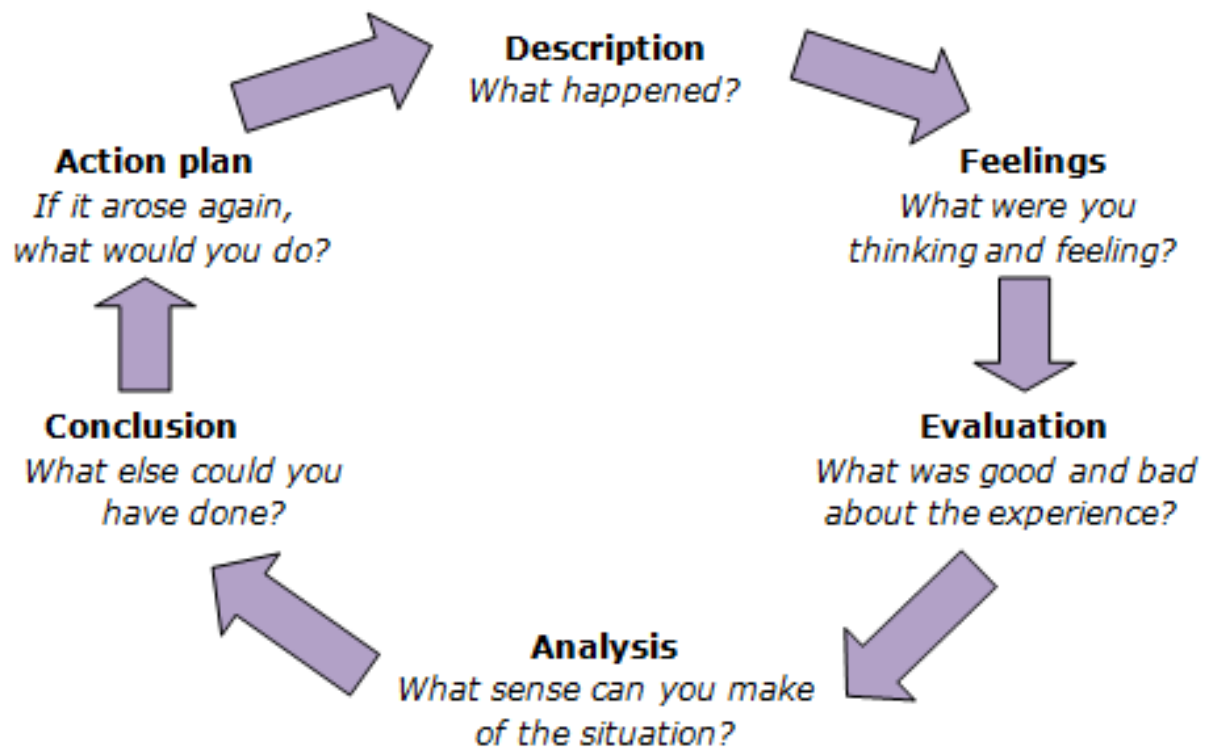 Description
What happened?
Feelings
What were you
thinking and feeling?
Evaluation
What was good and bad
about the experience?
Analysis
What sense can you make
of the situation?
Conclusion
What else could you
have done?
Action plan
If it arose again,
what would you do?